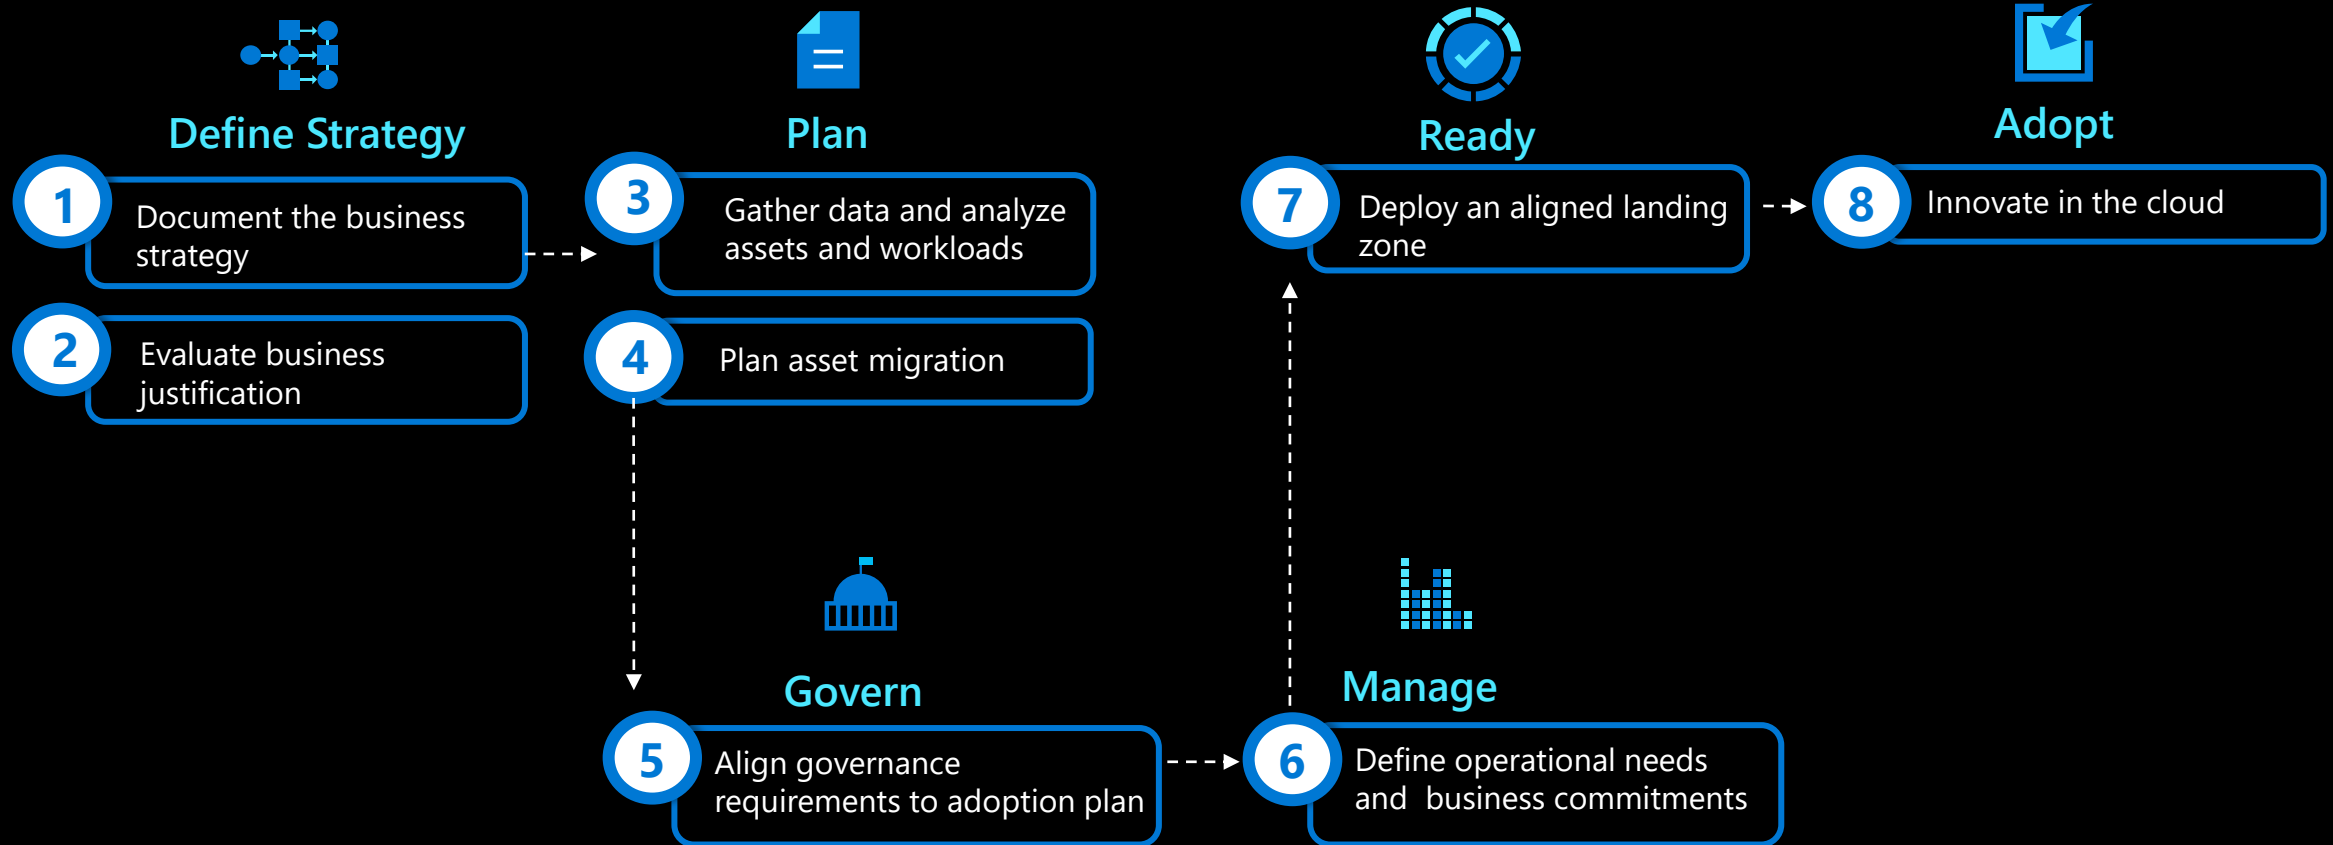 Define Strategy
1
Document the business
strategy
2
Evaluate business
justification
Plan
3
Gather data and analyze
assets and workloads
4
Plan asset migration
Govern
5
Align governance
requirements to adoption plan
Manage
6
Define operational needs
and  business commitments
Ready
7
Deploy an aligned landing
zone
Adopt
8
Innovate in the cloud